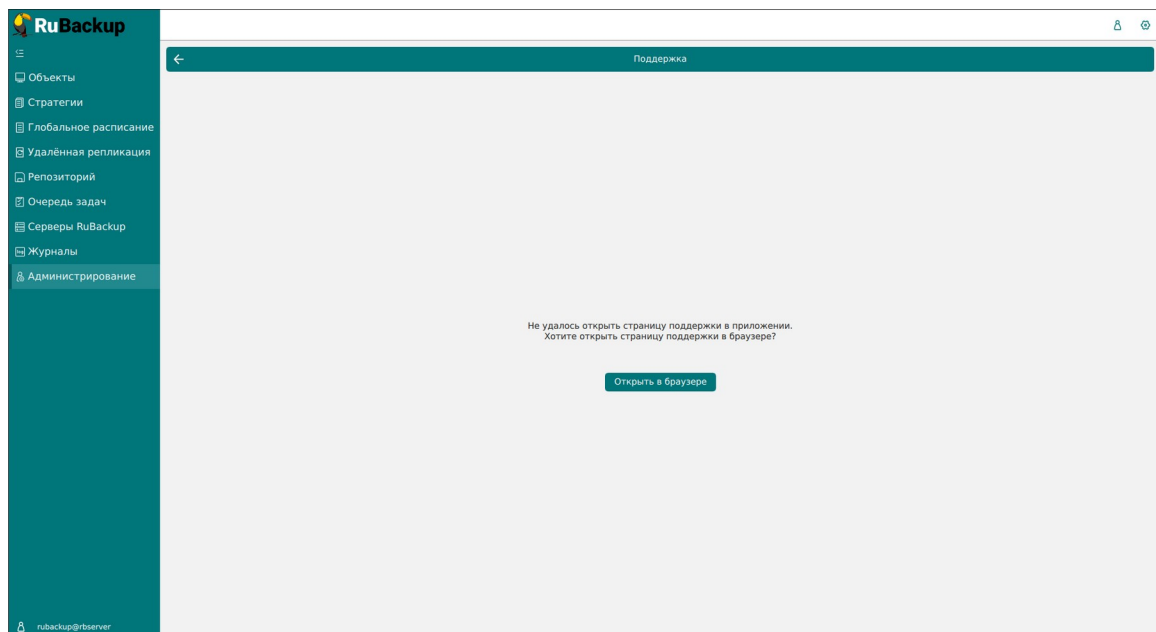 RuBackup
Поддержка
Объекты
Стратегии
Глобальное расписание
Удалённая репликация
Репозиторий
Очередь задач
Серверы RuBackup
Журналы
Администрирование
Не удалось открыть страницу поддержки в приложении.
Хотите открыть страницу поддержки в браузере?
Открыть в браузере
rubackup@rbserver